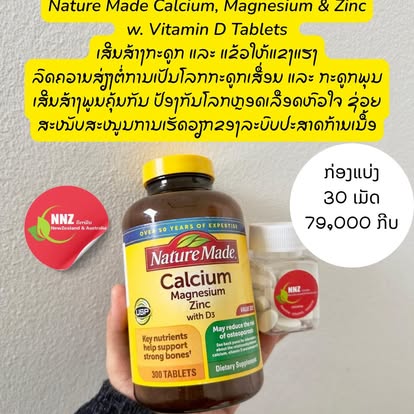 Nature Made Calcium, Magnesium & Zinc
w. Vitamin D Tablets
ເສີມສ້າງກະດູກ ແລະ ແຂ້ວໃຫ້ແຂງແຮງ
ລົດຄວາມສ່ຽງຕໍ່ການເປັນໂລກກະດູກເສື່ອມ ແລະ ກະດູກພຸນ
ເສີມສ້າງພູມຄຸ້ມກັນ ປ້ອງກັນໂລກຫຼອດເລືອດຫົວໃຈ ຊ່ອຍ
ສະໜັບສະໜູນການເຮັດວຽກຂອງລະບົບປະສາດກ້າມເນື້ອ
ກ່ອງແບ່ງ
30 ເມັດ
79,000 ກີບ
NNZ
NewZealand & Australia
OVER 50 YEARS OF EXPERTISE
Nature Made
Calcium
Magnesium
Zinc
with D3
VALUE SIZE
USP
Key nutrients
help support
strong bones†
May reduce the risk
of osteoporosis
Dietary Supplement
300 TABLETS
NNZ